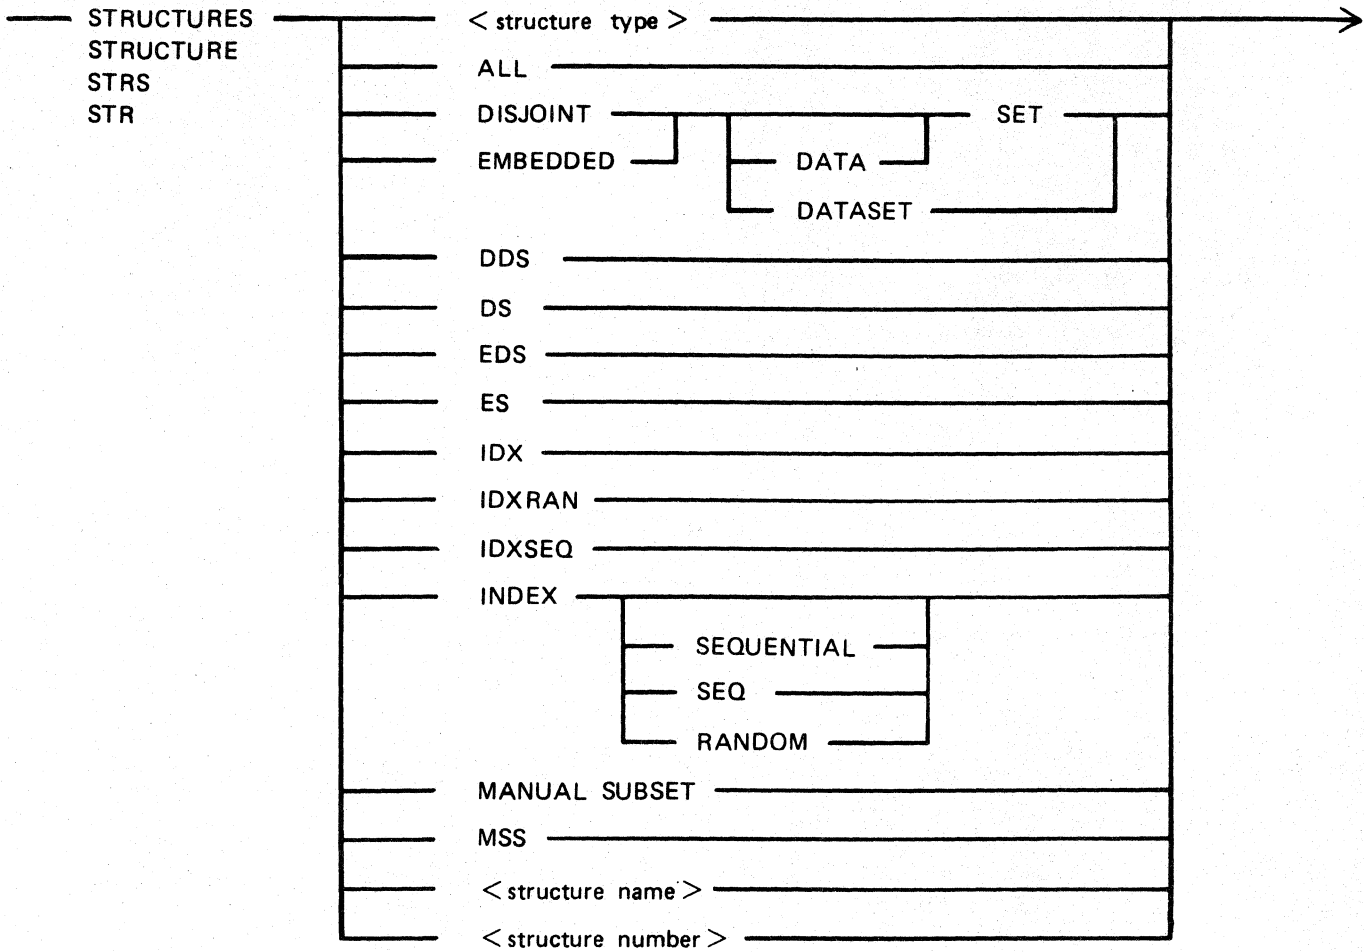 STRUCTURES
STRUCTURE
STRS
STR
< structure type >
ALL
DISJOINT SET
EMBEDDED DATA
DATASET
DDS
DS
EDS
ES
IDX
IDXRAN
IDXSEQ
INDEX
SEQUENTIAL
SEQ
RANDOM
MANUAL SUBSET
MSS
< structure name >
< structure number >